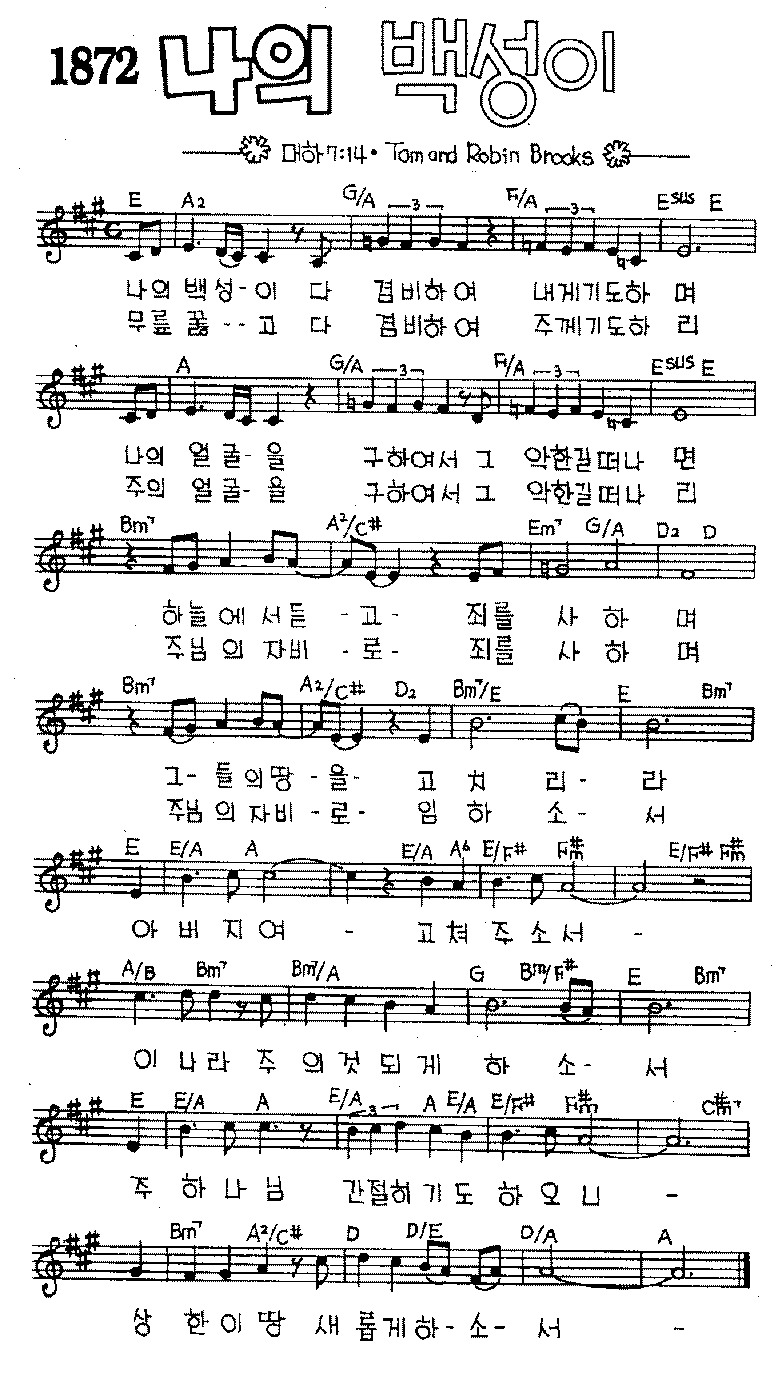 1872 나의 백성이
대하 7:14 • Tom and Robin Brooks
E A2 G/A 3 F/A 3 Esus E
나의 백성-이 다 겸비하여 내게기도하 며
무릎 꿇--고 다 겸비하여 주께기도하 리
A G/A 3 F/A 3 Esus E
나의 얼굴-을 구하여서 그 악한길떠나 면
주의 얼굴-을 구하여서 그 악한길떠나 리
Bm7 A2/C# Em7 G/A D2 D
하늘에서듣 -고- 죄를 사 하 며
주님의자비 -로- 죄를 사 하 며
Bm7 A2/C# D2 Bm7/E E Bm7
그-들의땅 -을- 고 치 리- 라
주님의자비 -로- 임 하 소- 서
E E/A A E/A A6 E/F# F#m E/F# F#m
아 버 지 여 - 고 쳐 주 소 서 -
A/B Bm7 Bm7/A G Bm/F# E Bm7
이 나라 주 의 것 되 게 하 소- 서
E E/A A E/A 3 A E/A E/F# F#m C#m7
주 하 나 님 간절히기 도 하 오 니 -
Bm7 A2/C# D D/E D/A A
상 한 이 땅 새 롭게하- 소- 서 -